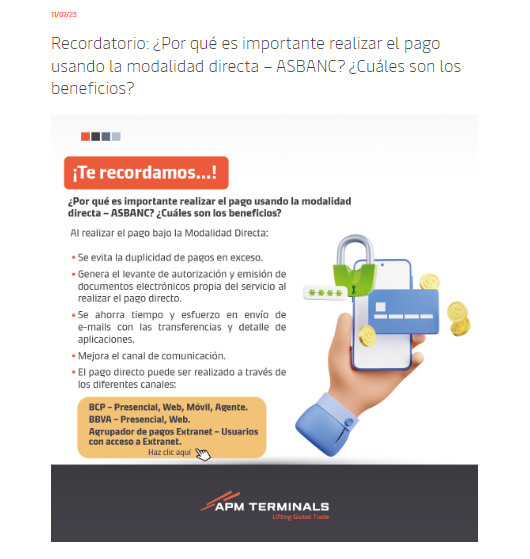 11/07/23
Recordatorio: ¿Por qué es importante realizar el pago
usando la modalidad directa – ASBANC? ¿Cuáles son los
beneficios?
¡Te recordamos...!
¿Por qué es importante realizar el pago usando la modalidad
directa – ASBANC? ¿Cuáles son los beneficios?
Al realizar el pago bajo la Modalidad Directa:
▪ Se evita la duplicidad de pagos en exceso.
▪ Genera el levante de autorización y emisión de
documentos electrónicos propia del servicio al
realizar el pago directo.
▪ Se ahorra tiempo y esfuerzo en envío de
e-mails con las transferencias y detalle de
aplicaciones.
▪ Mejora el canal de comunicación.
▪ El pago directo puede ser realizado a través de
los diferentes canales:
BCP – Presencial, Web, Móvil, Agente.
BBVA – Presencial, Web.
Agrupador de pagos Extranet – Usuarios
con acceso a Extranet.
Haz clic aquí
APM TERMINALS
Lifting Global Trade